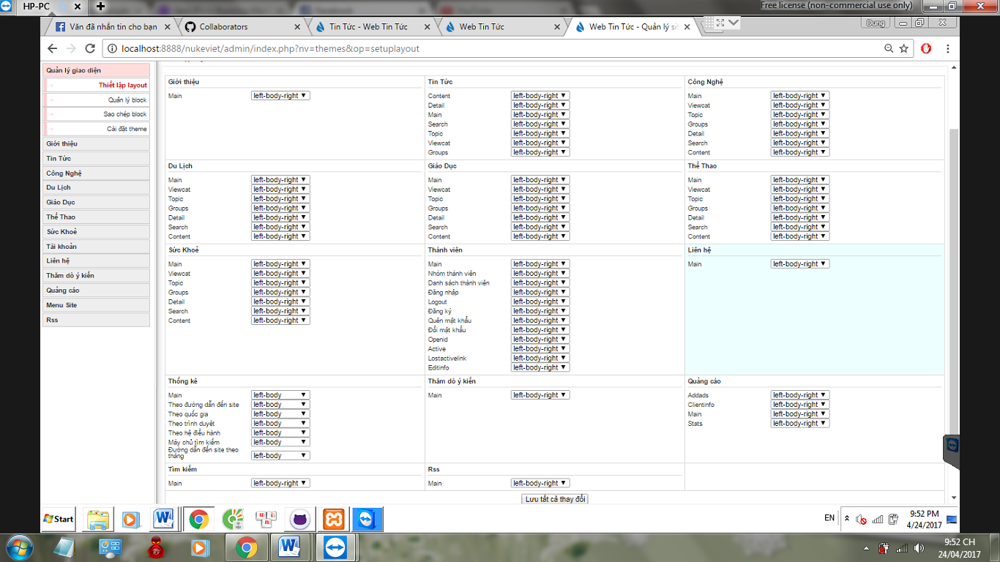 HP-PC
Free license (non-commercial use only)
Văn đã nhắn tin cho bạn
Collaborators
Tin Tức - Web Tin Tức
Web Tin Tức
Web Tin Tức - Quản lý si
Dung
localhost:8888/nukeviet/admin/index.php?nv=themes&op=setuplayout
Quản lý giao diện
Thiết lập layout
Quản lý block
Sao chép block
Cài đặt theme
Giới thiệu
Tin Tức
Công Nghệ
Du Lịch
Giáo Dục
Thể Thao
Sức Khoẻ
Tài khoản
Liên hệ
Thăm dò ý kiến
Quảng cáo
Menu Site
Rss
Giới thiệu
Main left-body-right
Tin Tức
Content left-body-right
Detail left-body-right
Main left-body-right
Search left-body-right
Topic left-body-right
Viewcat left-body-right
Groups left-body-right
Công Nghệ
Main left-body-right
Viewcat left-body-right
Topic left-body-right
Groups left-body-right
Detail left-body-right
Search left-body-right
Content left-body-right
Du Lịch
Main left-body-right
Viewcat left-body-right
Topic left-body-right
Groups left-body-right
Detail left-body-right
Search left-body-right
Content left-body-right
Giáo Dục
Main left-body-right
Viewcat left-body-right
Topic left-body-right
Groups left-body-right
Detail left-body-right
Search left-body-right
Content left-body-right
Thể Thao
Main left-body-right
Viewcat left-body-right
Topic left-body-right
Groups left-body-right
Detail left-body-right
Search left-body-right
Content left-body-right
Sức Khoẻ
Main left-body-right
Viewcat left-body-right
Topic left-body-right
Groups left-body-right
Detail left-body-right
Search left-body-right
Content left-body-right
Thành viên
Main left-body-right
Nhóm thành viên left-body-right
Danh sách thành viên left-body-right
Đăng nhập left-body-right
Logout left-body-right
Đăng ký left-body-right
Quên mật khẩu left-body-right
Đổi mật khẩu left-body-right
Openid left-body-right
Active left-body-right
Lostactivelink left-body-right
Editinfo left-body-right
Liên hệ
Main left-body-right
Thống kê
Main left-body
Theo đường dẫn đến site left-body
Theo quốc gia left-body
Theo trình duyệt left-body
Theo hệ điều hành left-body
Máy chủ tìm kiếm left-body
Đường dẫn đến site theo
tháng left-body
Thăm dò ý kiến
Main left-body-right
Quảng cáo
Addads left-body-right
Clientinfo left-body-right
Main left-body-right
Stats left-body-right
Tìm kiếm
Main left-body-right
Rss
Main left-body-right
Lưu tất cả thay đổi
Start
EN
9:52 PM
4/24/2017
9:52 CH
24/04/2017